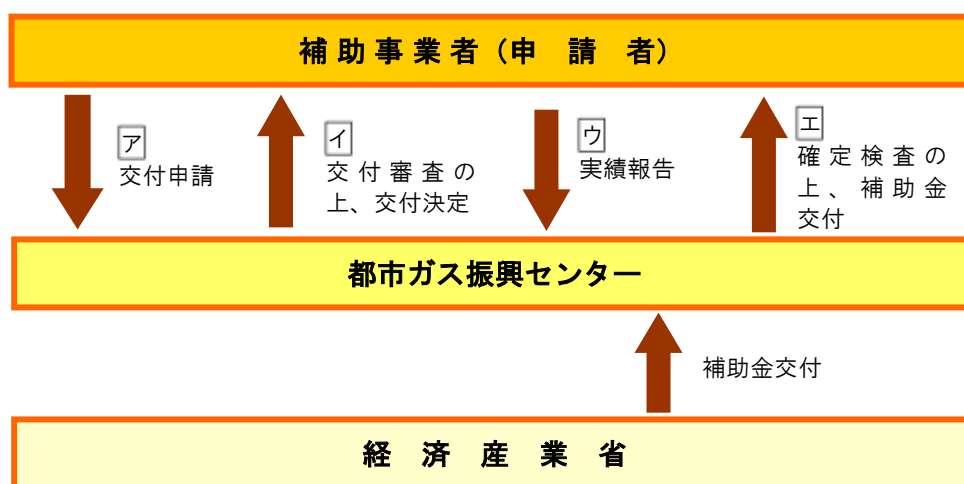 補助事業者（申　請　者）
ア
交付申請
イ
交付審査の
上、交付決定
ウ
実績報告
エ
確定検査の
上、補助金
交付
都市ガス振興センター
補助金交付
経　済　産　業　省